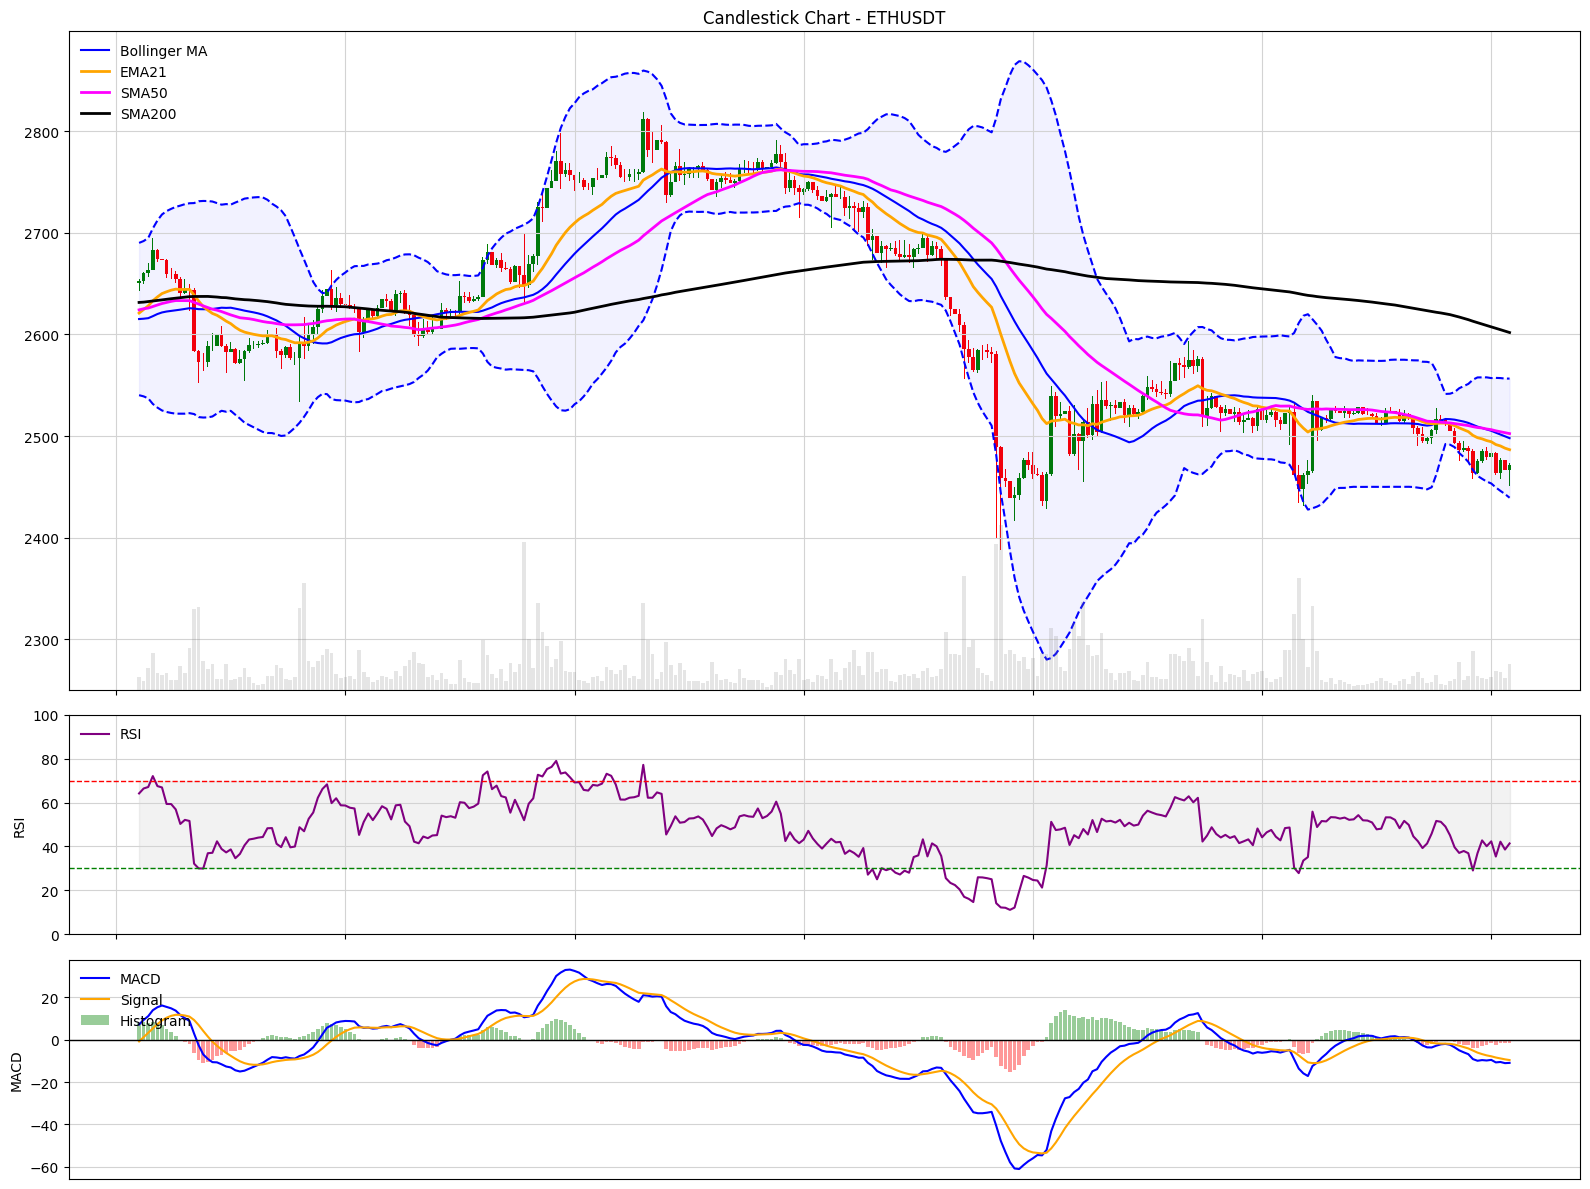 Candlestick Chart - ETHUSDT
Bollinger MA
EMA21
SMA50
SMA200
2800
2700
2600
2500
2400
2300
100
80
60
40
20
0
RSI
RSI
20
0
−20
−40
−60
MACD
MACD
Signal
Histogram